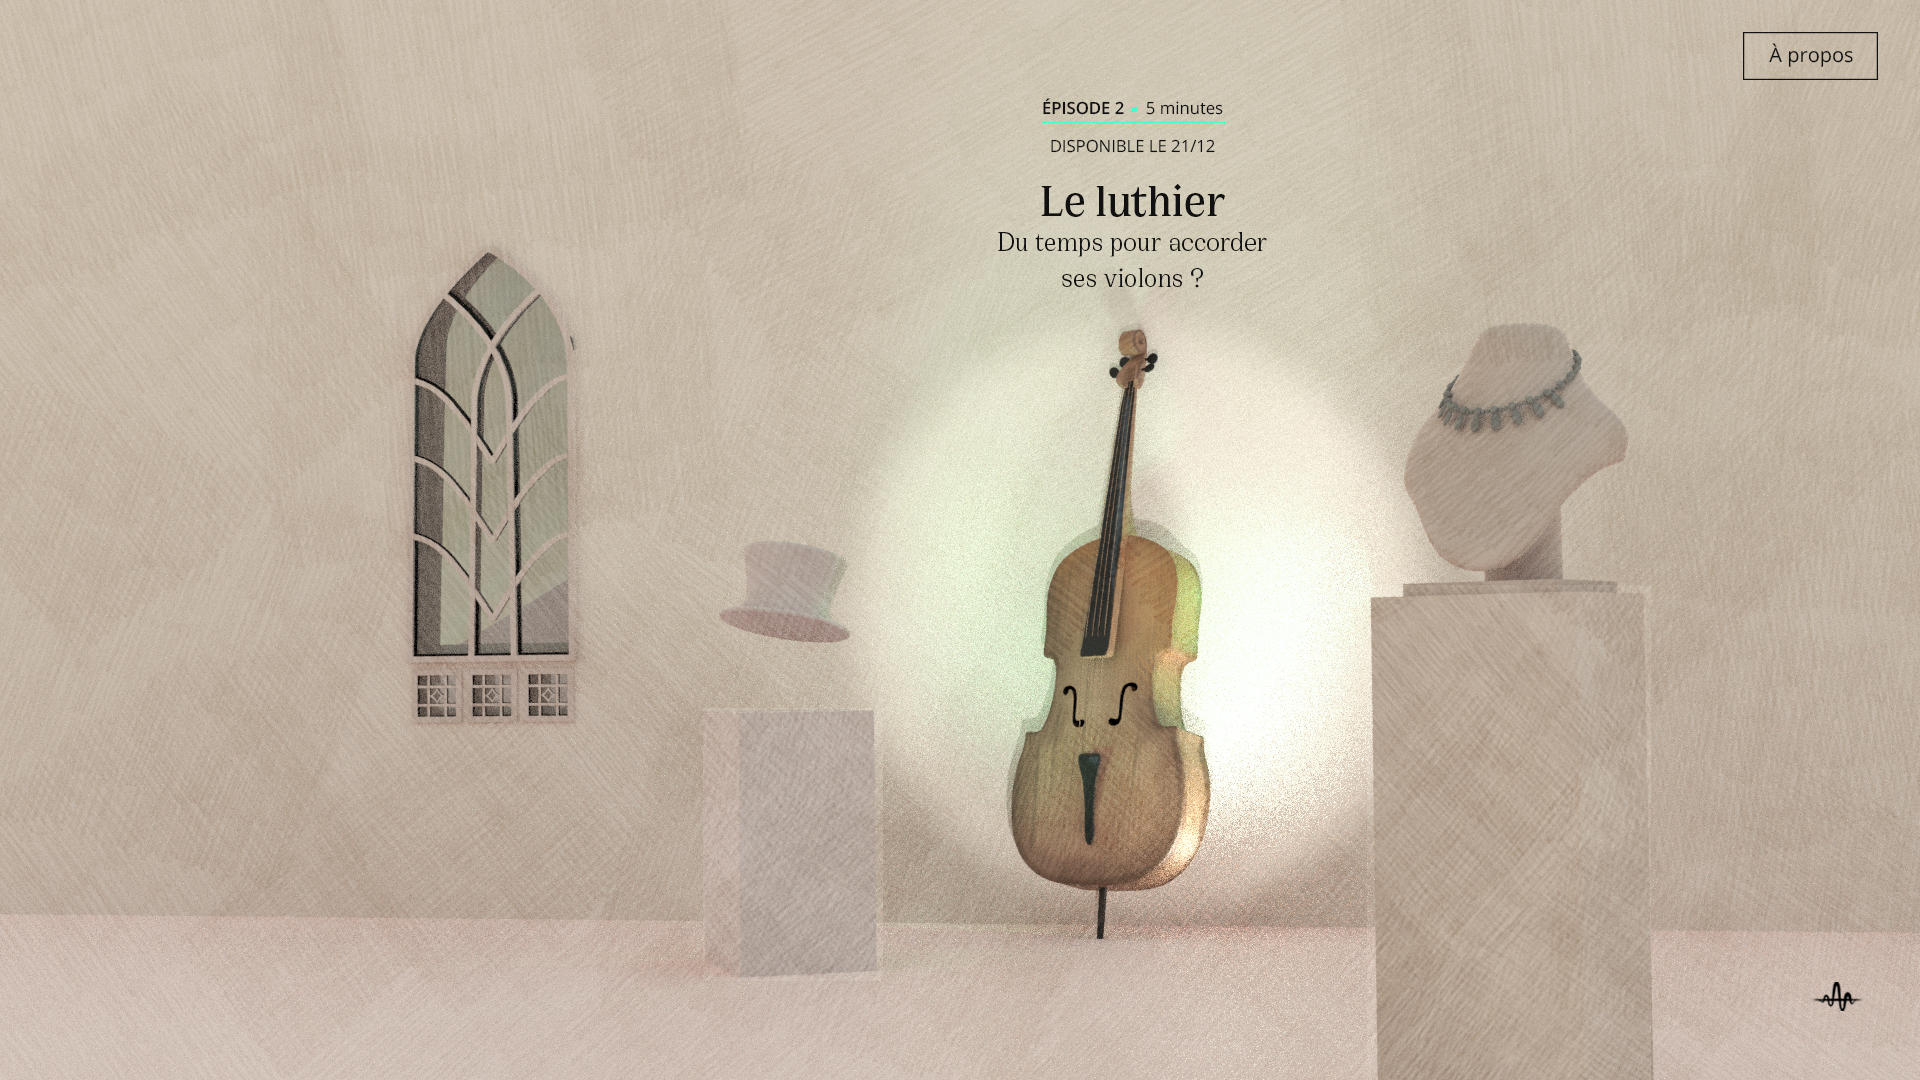 À propos
ÉPISODE 2 • 5 minutes
DISPONIBLE LE 21/12
Le luthier
Du temps pour accorder
ses violons ?